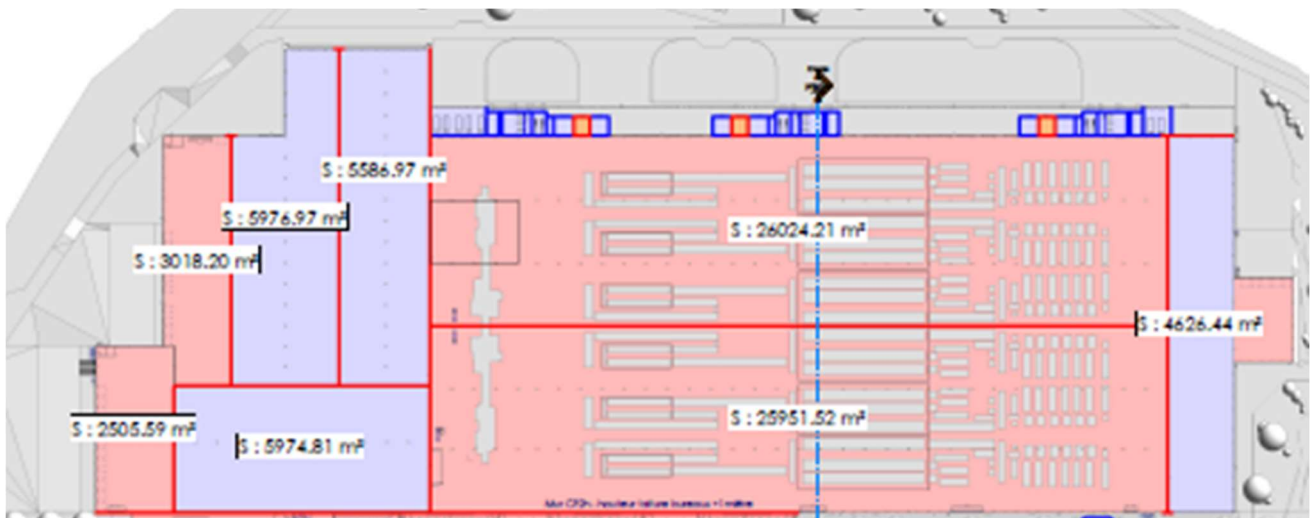 S : 5586.97 m²
S : 5976.97 m²
S : 26024.21 m²
S : 3018.20 m²
S : 4626.44 m²
S : 25951.52 m²
S : 2505.59 m²
S : 5974.81 m²